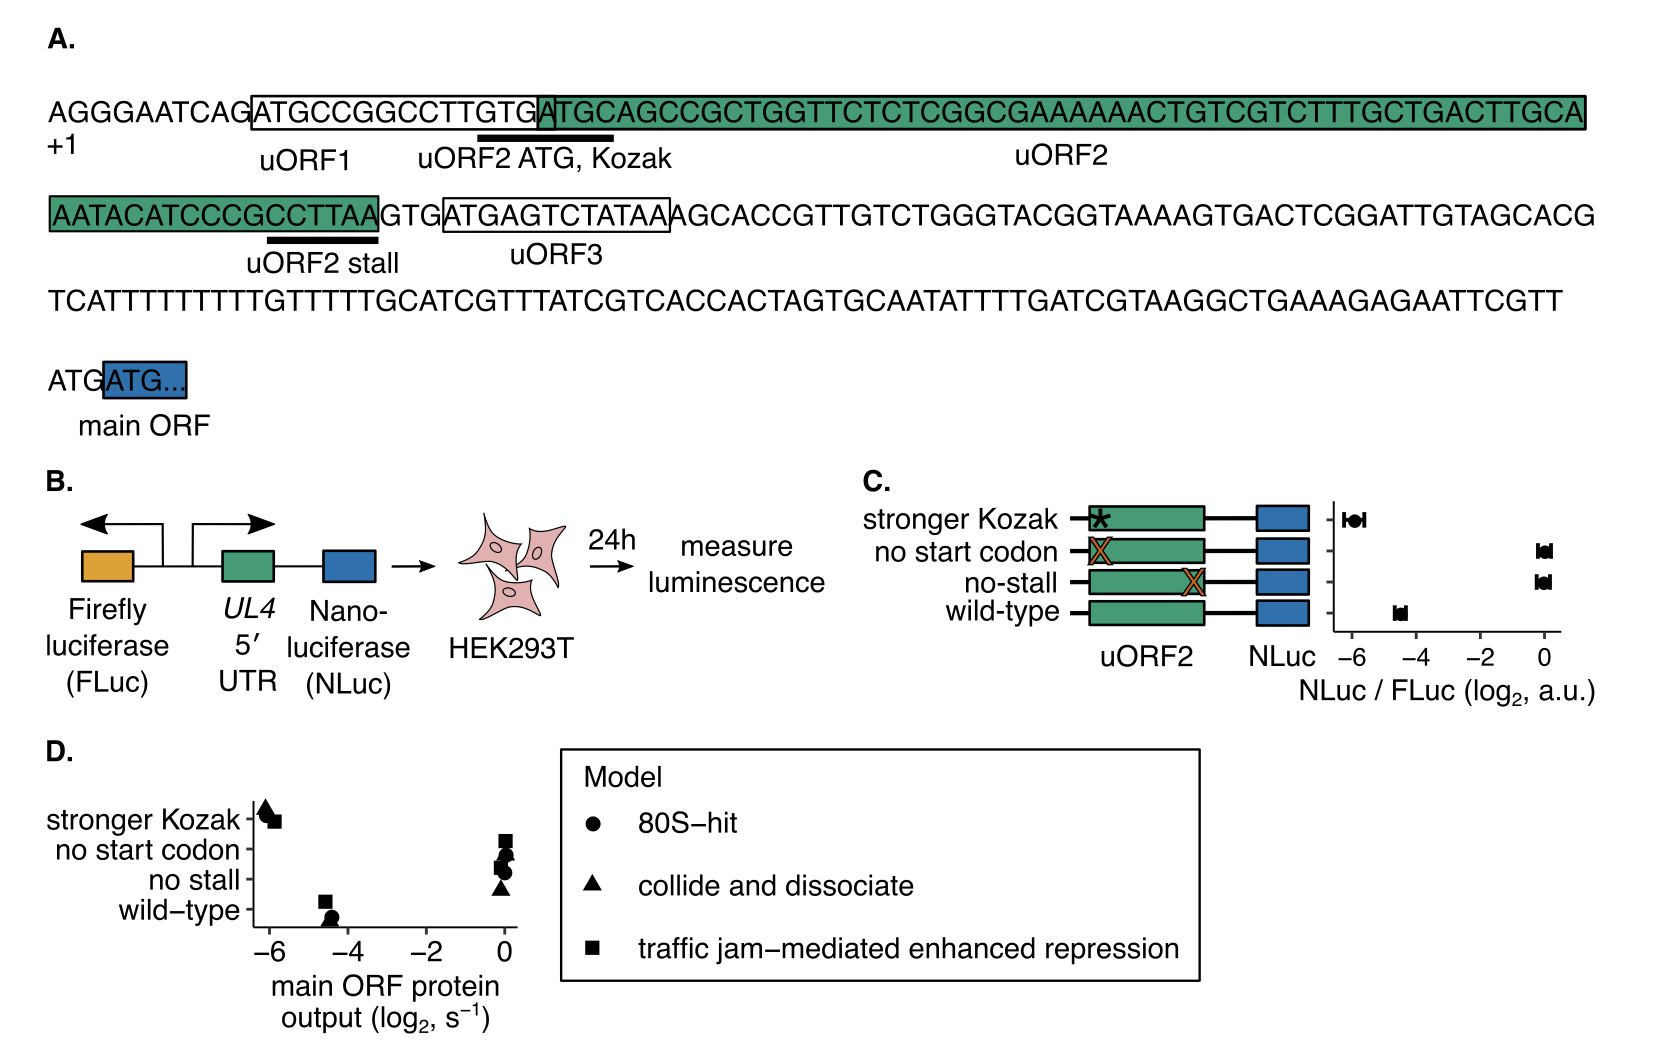 A.
AGGGAATCAGATGCCGGCCTTGTGATGCAGCCGCTGGTTCTCTCGGCGAAAAAACTGTCGTCTTTGCTGACTTGCA
+1
uORF1
uORF2 ATG, Kozak
uORF2
AATACATCCCGCCTTAAGTGATGAGTCTATAAAGCACCGTTGTCTGGGTACGGTAAAAGTGACTCGGATTGTAGCACG
uORF2 stall
uORF3
TCATTTTTTTTTGTTTTTGCATCGTTTATCGTCACCACTAGTGCAATATTTTGATCGTAAGGCTGAAAGAGAATTCGTT
ATGATG...
main ORF
B.
Firefly
luciferase
(FLuc)
UL4
5′
UTR
Nano-
luciferase
(NLuc)
HEK293T
24h
measure
luminescence
C.
stronger Kozak
*
no start codon
X
no-stall
X
wild-type
uORF2
NLuc
−6 −4 −2 0
NLuc / FLuc (log2, a.u.)
D.
stronger Kozak
no start codon
no stall
wild−type
−6 −4 −2 0
main ORF protein
output (log2, s−1)
Model
80S−hit
collide and dissociate
traffic jam−mediated enhanced repression